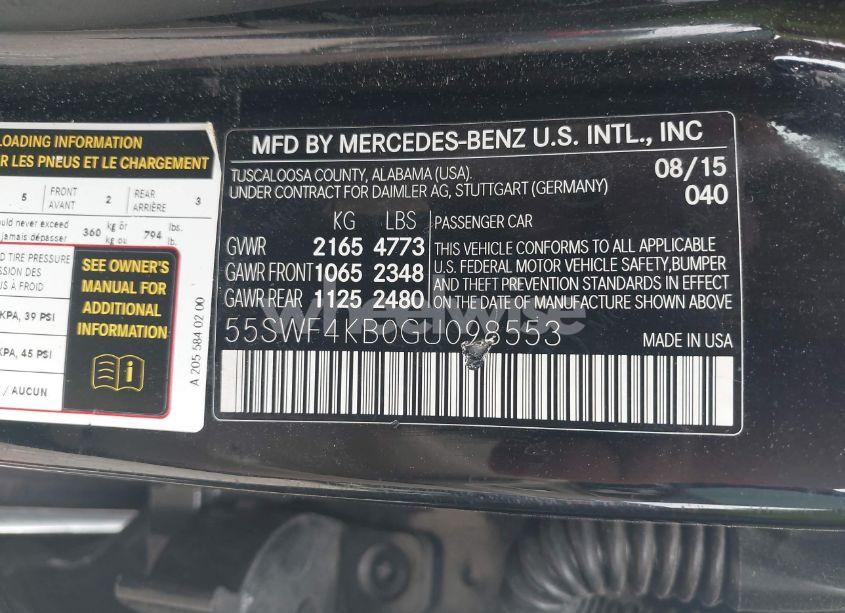 LOADING INFORMATION
R LES PNEUS ET LE CHARGEMENT
5 FRONT AVANT 2 REAR ARRIÈRE 3
ould never exceed
jamais dépasser 360 kg or kg ou 794 lbs. lb.
D TIRE PRESSURE
SSION DES
S À FROID
KPA, 39 PSI
KPA, 45 PSI
/ AUCUN
SEE OWNER'S
MANUAL FOR
ADDITIONAL
INFORMATION
A 205 584 02 00
MFD BY MERCEDES-BENZ U.S. INTL., INC
TUSCALOOSA COUNTY, ALABAMA (USA). 08/15
UNDER CONTRACT FOR DAIMLER AG, STUTTGART (GERMANY) 040
KG LBS PASSENGER CAR
GVWR 2165 4773
GAWR FRONT 1065 2348
GAWR REAR 1125 2480
THIS VEHICLE CONFORMS TO ALL APPLICABLE
U.S. FEDERAL MOTOR VEHICLE SAFETY,BUMPER
AND THEFT PREVENTION STANDARDS IN EFFECT
ON THE DATE OF MANUFACTURE SHOWN ABOVE
wheelwise
55SWF4KB0GU098553 MADE IN USA